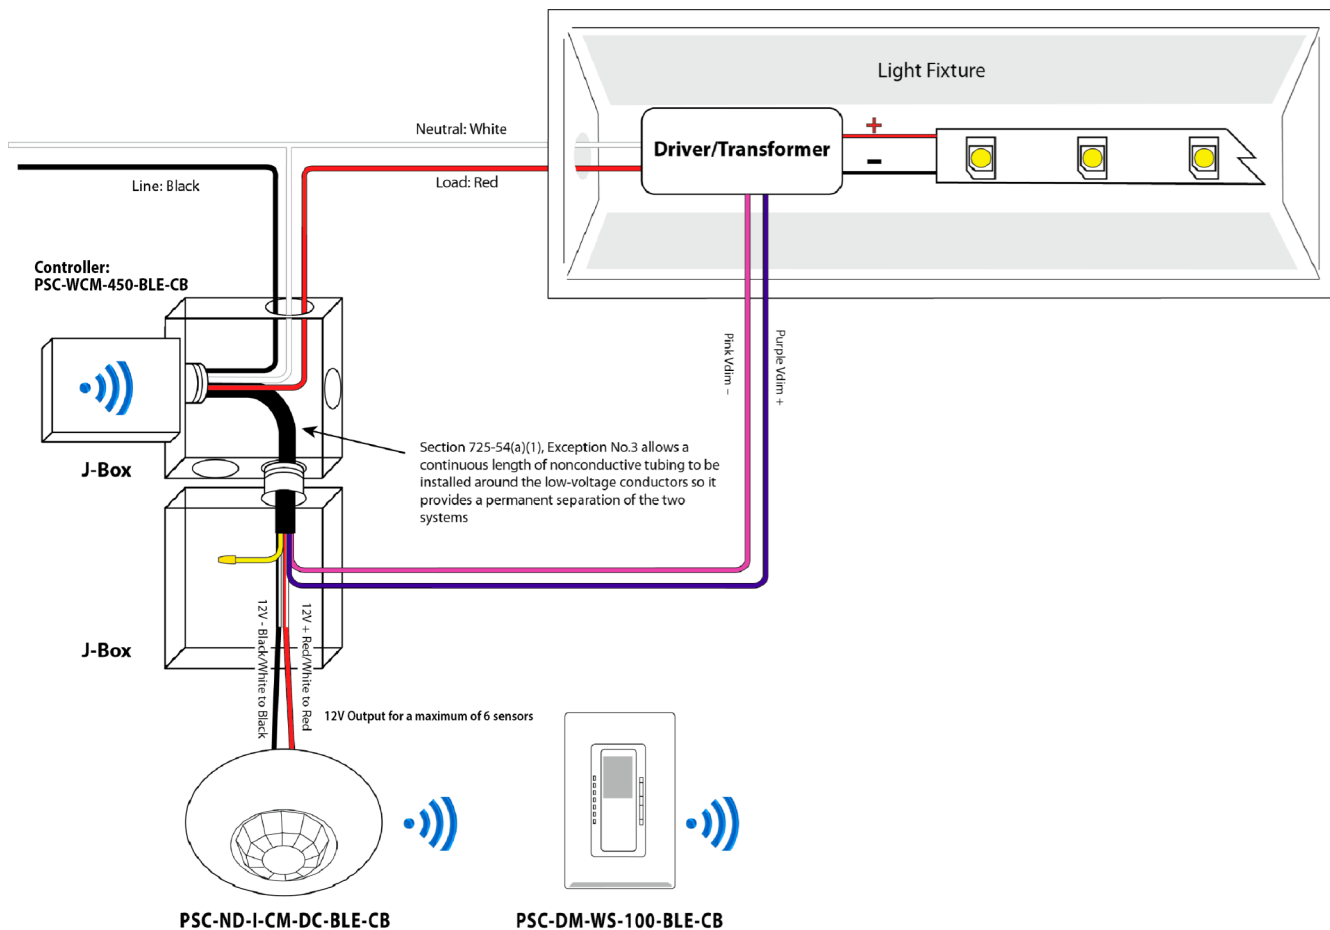 Light Fixture
Neutral: White
Driver/Transformer
+
-
Line: Black
Load: Red
Controller:
PSC-WCM-450-BLE-CB
Pink Vdim –
Purple Vdim +
J-Box
Section 725-54(a)(1), Exception No.3 allows a
continuous length of nonconductive tubing to be
installed around the low-voltage conductors so it
provides a permanent separation of the two
systems
J-Box
12V - Black/White to Black
12V + Red/White to Red
12V Output for a maximum of 6 sensors
PSC-ND-I-CM-DC-BLE-CB
PSC-DM-WS-100-BLE-CB